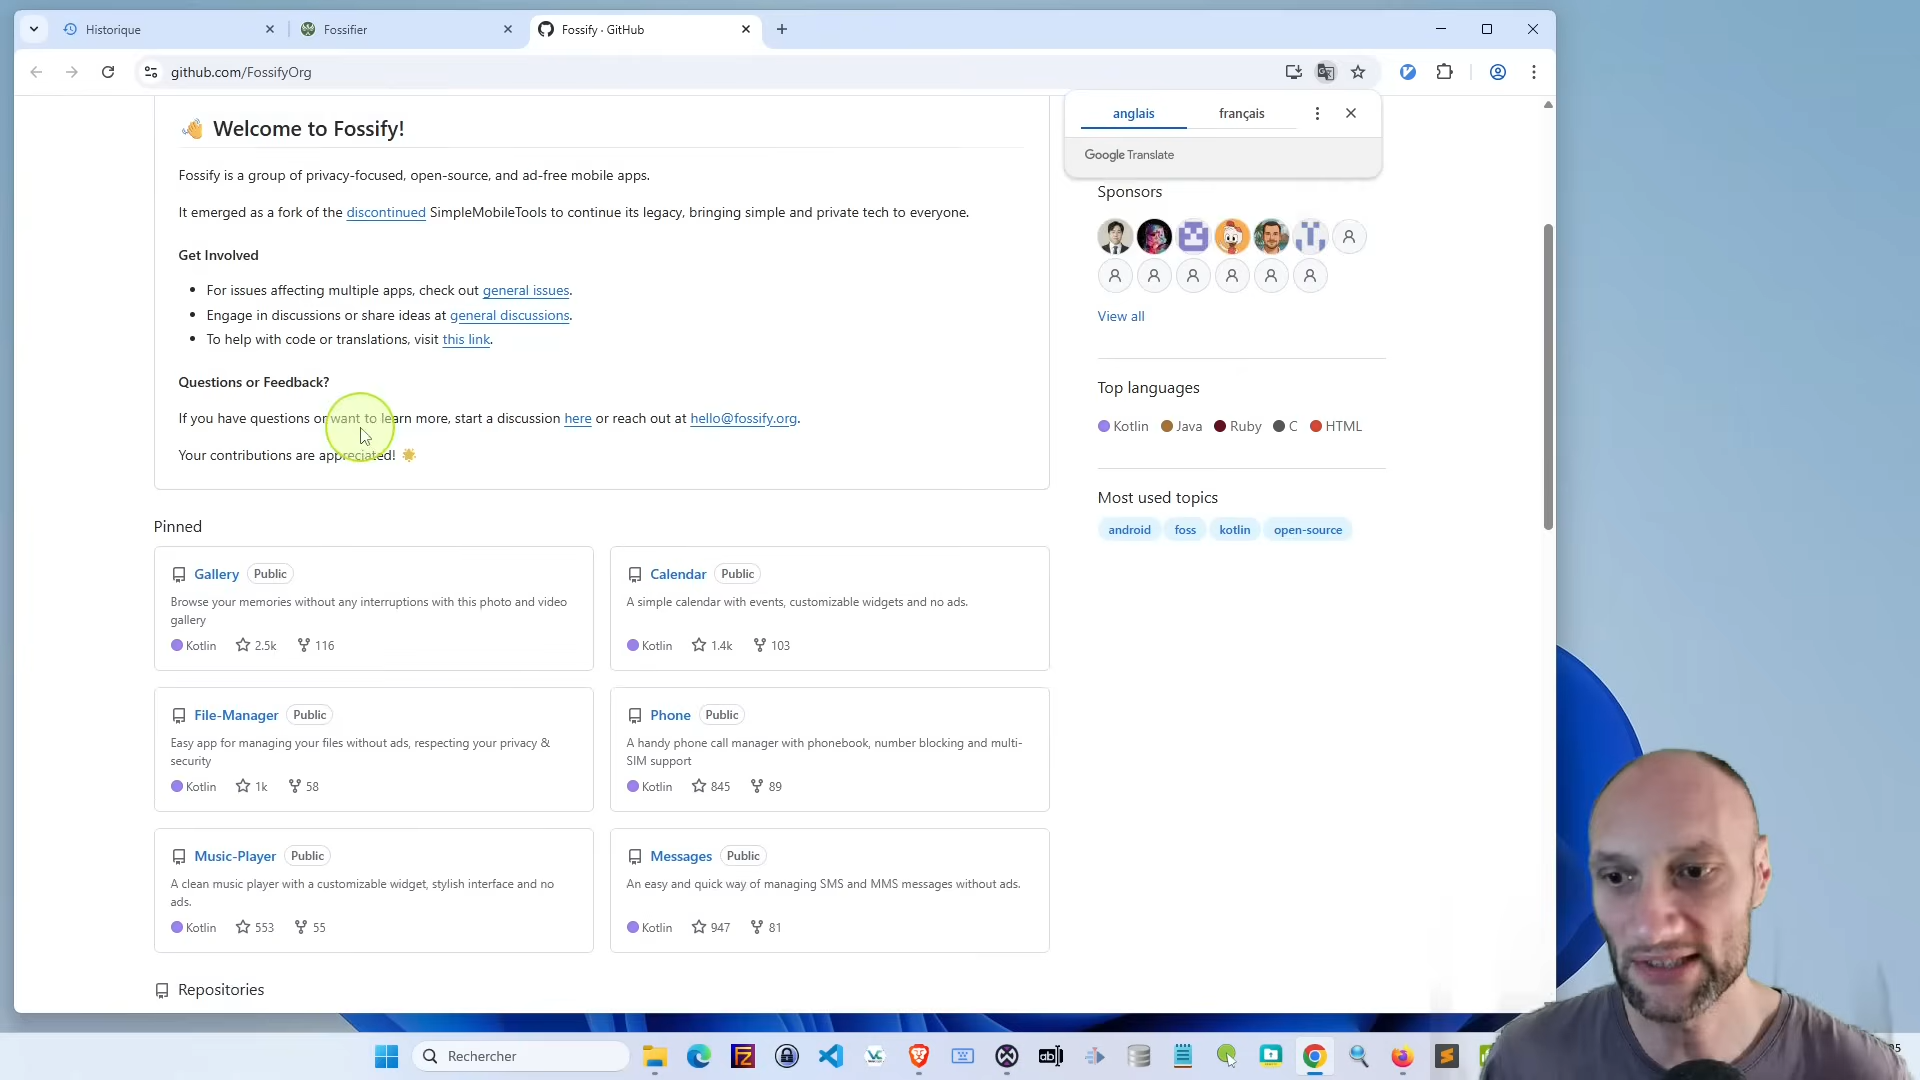 Historique
Fossifier
Fossify · GitHub
github.com/FossifyOrg
anglais
français
Google Translate
👋 Welcome to Fossify!
Fossify is a group of privacy-focused, open-source, and ad-free mobile apps.
It emerged as a fork of the discontinued SimpleMobileTools to continue its legacy, bringing simple and private tech to everyone.
Get Involved
• For issues affecting multiple apps, check out general issues.
• Engage in discussions or share ideas at general discussions.
• To help with code or translations, visit this link.
Questions or Feedback?
If you have questions or want to learn more, start a discussion here or reach out at hello@fossify.org.
Your contributions are appreciated! 🌟
Sponsors
View all
Top languages
Kotlin Java Ruby C HTML
Most used topics
android foss kotlin open-source
Pinned
Gallery Public
Browse your memories without any interruptions with this photo and video
gallery
Kotlin 2.5k 116
Calendar Public
A simple calendar with events, customizable widgets and no ads.
Kotlin 1.4k 103
File-Manager Public
Easy app for managing your files without ads, respecting your privacy &
security
Kotlin 1k 58
Phone Public
A handy phone call manager with phonebook, number blocking and multi-
SIM support
Kotlin 845 89
Music-Player Public
A clean music player with a customizable widget, stylish interface and no
ads.
Kotlin 553 55
Messages Public
An easy and quick way of managing SMS and MMS messages without ads.
Kotlin 947 81
Repositories
Rechercher